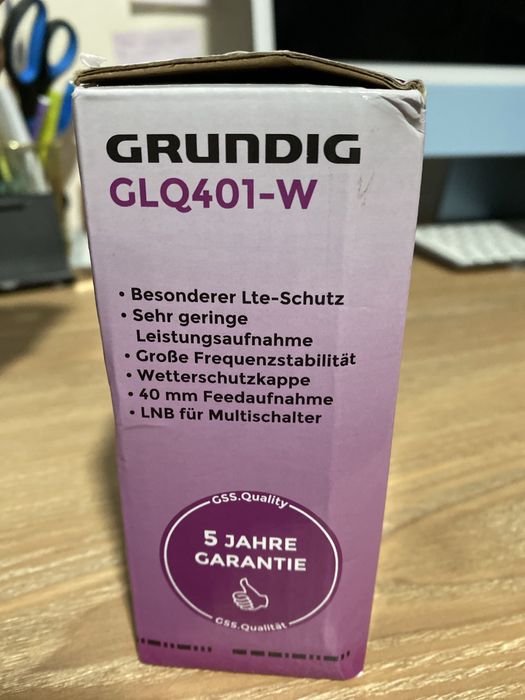 GRUNDIG
GLQ401-W
• Besonderer Lte-Schutz
• Sehr geringe
Leistungsaufnahme
• Große Frequenzstabilität
• Wetterschutzkappe
• 40 mm Feedaufnahme
• LNB für Multischalter
GSS.Quality
5 JAHRE
GARANTIE
GSS.Qualität